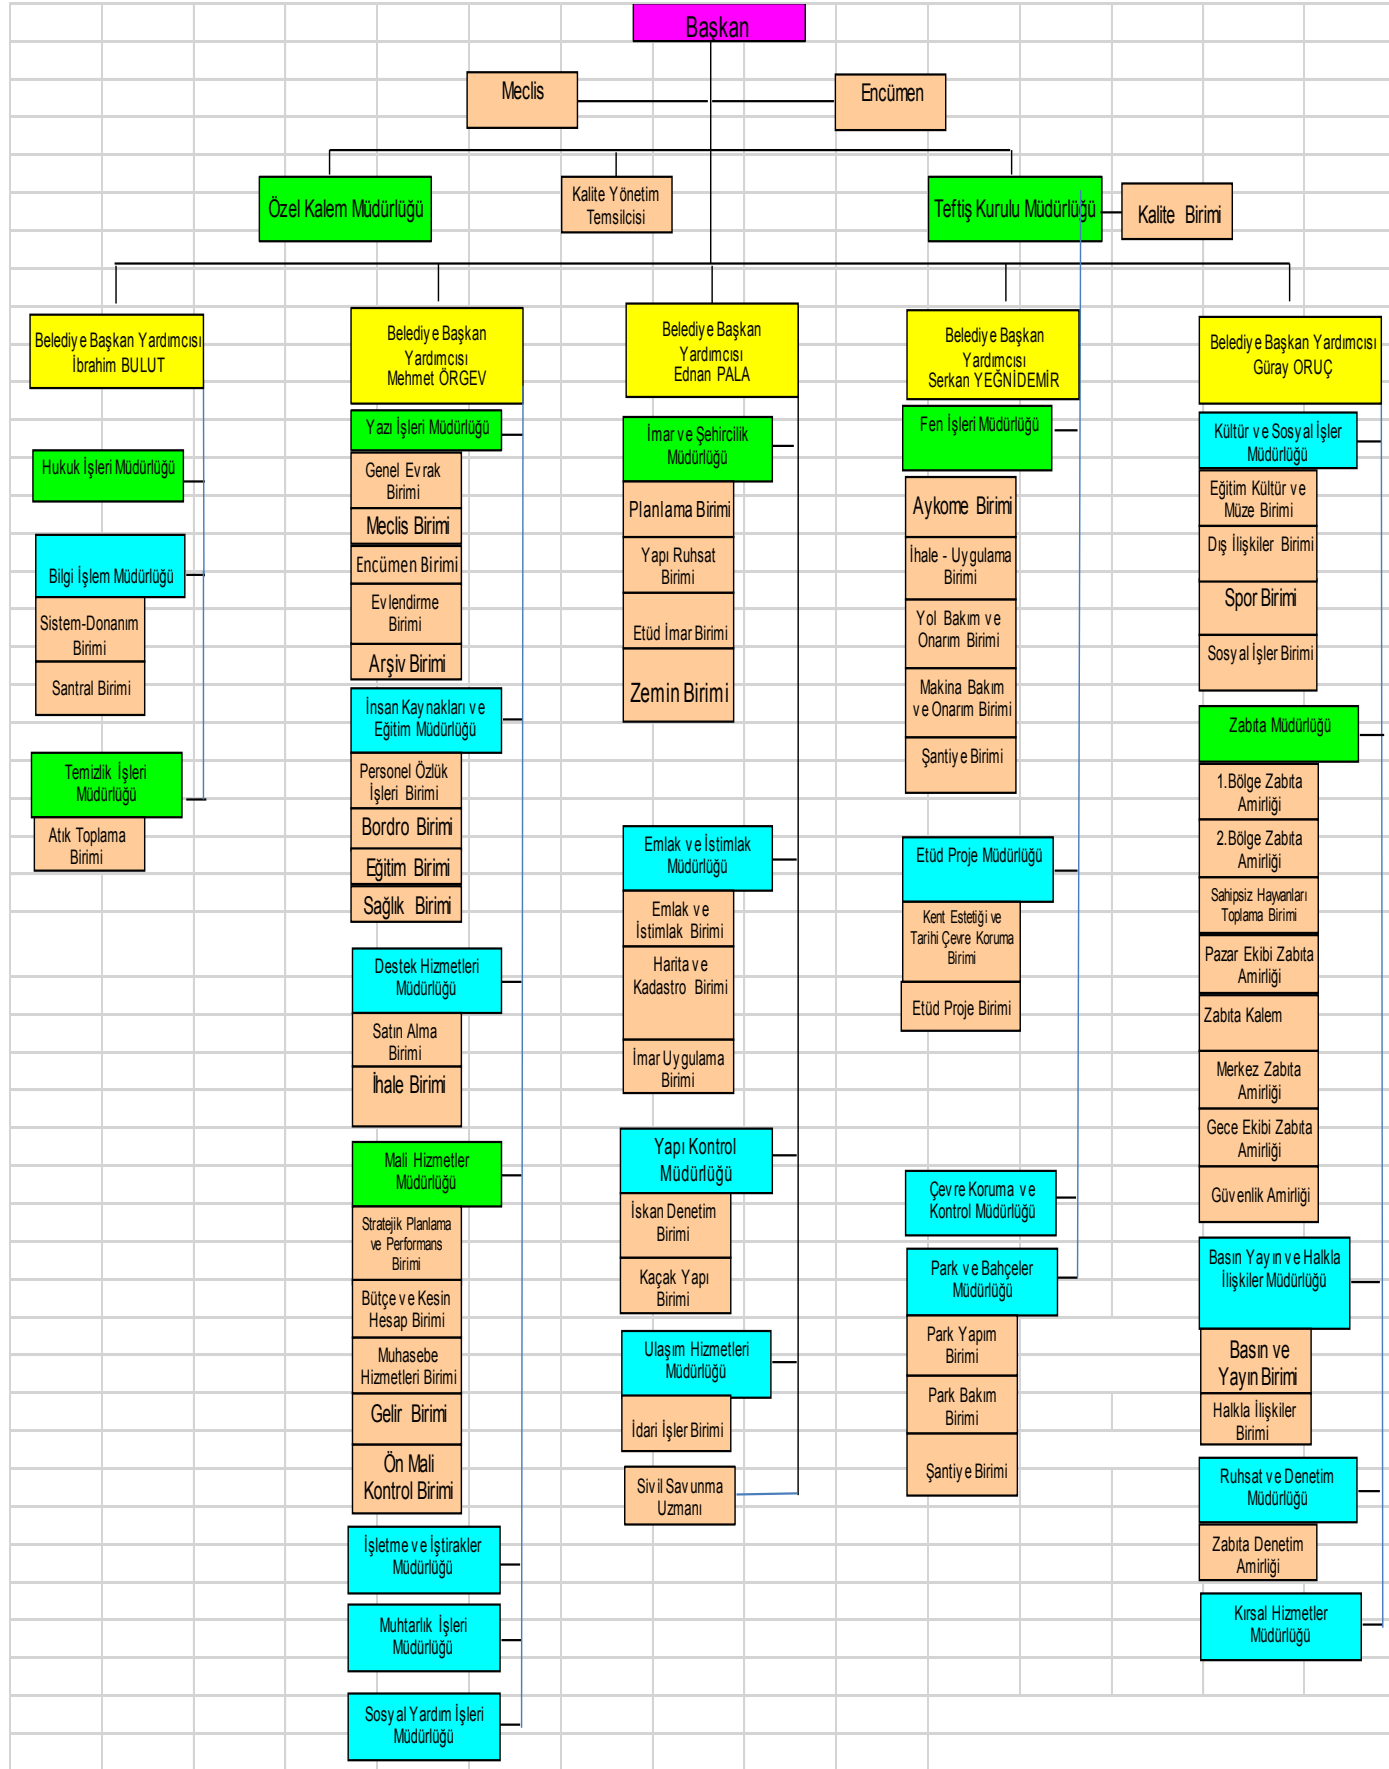 Başkan
Meclis
Encümen
Özel Kalem Müdürlüğü
Kalite Yönetim
Temsilcisi
Teftiş Kurulu Müdürlüğü
Kalite Birimi
Belediye Başkan Yardımcısı
İbrahim BULUT
Hukuk İşleri Müdürlüğü
Bilgi İşlem Müdürlüğü
Sistem-Donanım
Birimi
Santral Birimi
Temizlik İşleri
Müdürlüğü
Atık Toplama
Birimi
Belediye Başkan
Yardımcısı
Mehmet ÖRGEV
Yazı İşleri Müdürlüğü
Genel Evrak
Birimi
Meclis Birimi
Encümen Birimi
Evlendirme
Birimi
Arşiv Birimi
İnsan Kaynakları ve
Eğitim Müdürlüğü
Personel Özlük
İşleri Birimi
Bordro Birimi
Eğitim Birimi
Sağlık Birimi
Destek Hizmetleri
Müdürlüğü
Satın Alma
Birimi
İhale Birimi
Mali Hizmetler
Müdürlüğü
Stratejik Planlama
ve Performans
Birimi
Bütçe ve Kesin
Hesap Birimi
Muhasebe
Hizmetleri Birimi
Gelir Birimi
Ön Mali
Kontrol Birimi
İşletme ve İştirakler
Müdürlüğü
Muhtarlık İşleri
Müdürlüğü
Sosyal Yardım İşleri
Müdürlüğü
Belediye Başkan
Yardımcısı
Ednan PALA
İmar ve Şehircilik
Müdürlüğü
Planlama Birimi
Yapı Ruhsat
Birimi
Etüd İmar Birimi
Zemin Birimi
Emlak ve İstimlak
Müdürlüğü
Emlak ve
İstimlak Birimi
Harita ve
Kadastro Birimi
İmar Uygulama
Birimi
Yapı Kontrol
Müdürlüğü
İskan Denetim
Birimi
Kaçak Yapı
Birimi
Ulaşım Hizmetleri
Müdürlüğü
İdari İşler Birimi
Sivil Savunma
Uzmanı
Belediye Başkan
Yardımcısı
Serkan YEĞNİDEMİR
Fen İşleri Müdürlüğü
Aykome Birimi
İhale - Uygulama
Birimi
Yol Bakım ve
Onarım Birimi
Makina Bakım
ve Onarım Birimi
Şantiye Birimi
Etüd Proje Müdürlüğü
Kent Estetiği ve
Tarihi Çevre Koruma
Birimi
Etüd Proje Birimi
Çevre Koruma ve
Kontrol Müdürlüğü
Park ve Bahçeler
Müdürlüğü
Park Yapım
Birimi
Park Bakım
Birimi
Şantiye Birimi
Belediye Başkan Yardımcısı
Güray ORUÇ
Kültür ve Sosyal İşler
Müdürlüğü
Eğitim Kültür ve
Müze Birimi
Dış İlişkiler Birimi
Spor Birimi
Sosyal İşler Birimi
Zabıta Müdürlüğü
1.Bölge Zabıta
Amirliği
2.Bölge Zabıta
Amirliği
Sahipsiz Hayvanları
Toplama Birimi
Pazar Ekibi Zabıta
Amirliği
Zabıta Kalem
Merkez Zabıta
Amirliği
Gece Ekibi Zabıta
Amirliği
Güvenlik Amirliği
Basın Yayın ve Halkla
İlişkiler Müdürlüğü
Basın ve
Yayın Birimi
Halkla İlişkiler
Birimi
Ruhsat ve Denetim
Müdürlüğü
Zabıta Denetim
Amirliği
Kırsal Hizmetler
Müdürlüğü